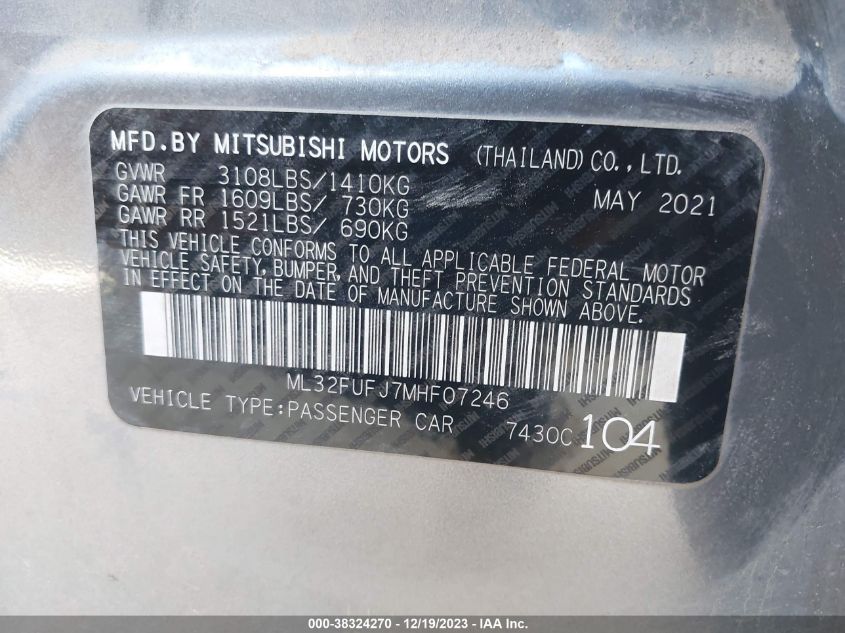 MFD.BY MITSUBISHI MOTORS (THAILAND) CO., LTD.
GVWR 3108LBS/1410KG MAY 2021
GAWR FR 1609LBS/ 730KG
GAWR RR 1521LBS/ 690KG
THIS VEHICLE CONFORMS TO ALL APPLICABLE FEDERAL MOTOR
VEHICLE SAFETY, BUMPER, AND THEFT PREVENTION STANDARDS
IN EFFECT ON THE DATE OF MANUFACTURE SHOWN ABOVE.
ML32FUFJ7MHF07246
VEHICLE TYPE:PASSENGER CAR 7430C 104
000-38324270 - 12/19/2023 - IAA Inc.